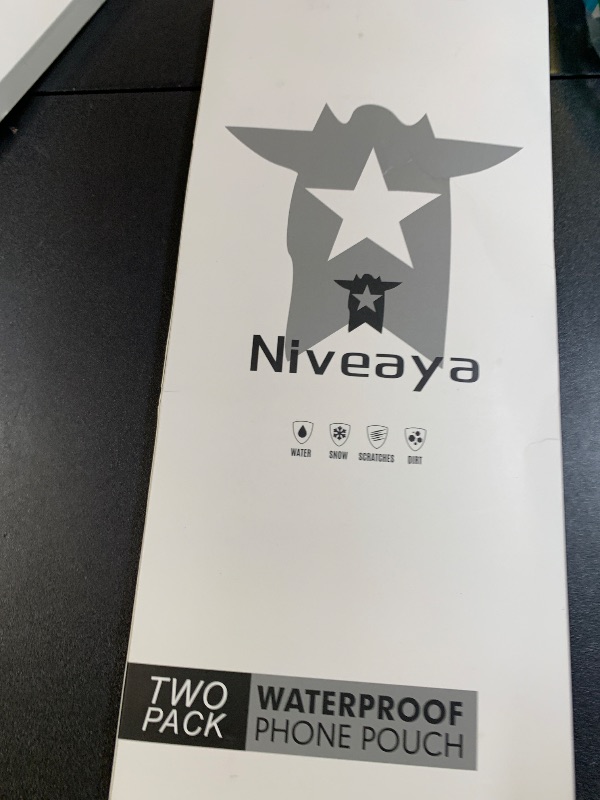 Niveaya
WATER SNOW SCRATCHES DIRT
TWO PACK
WATERPROOF
PHONE POUCH